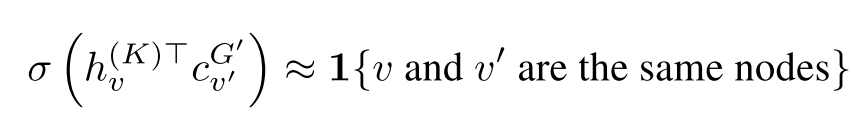 σ(h_v^{(K)⊤} c_{v′}^{G′}) ≈ 1{v and v′ are the same nodes}